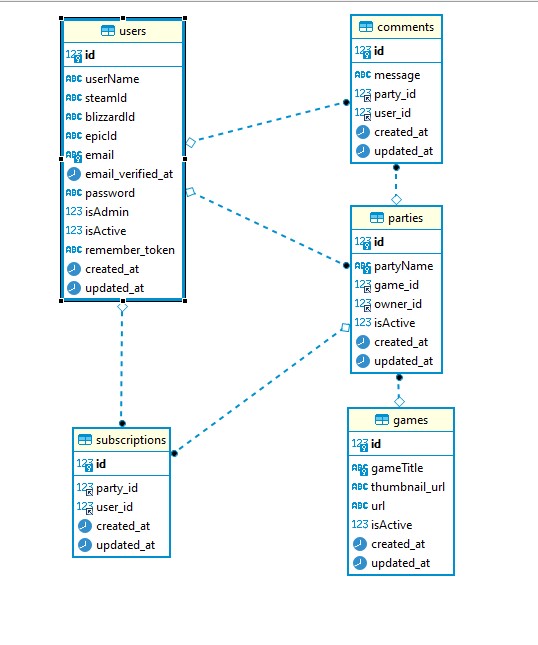 users
id
userName
steamId
blizzardId
epicId
email
email_verified_at
password
isAdmin
isActive
remember_token
created_at
updated_at
comments
id
message
party_id
user_id
created_at
updated_at
parties
id
partyName
game_id
owner_id
isActive
created_at
updated_at
subscriptions
id
party_id
user_id
created_at
updated_at
games
id
gameTitle
thumbnail_url
url
isActive
created_at
updated_at